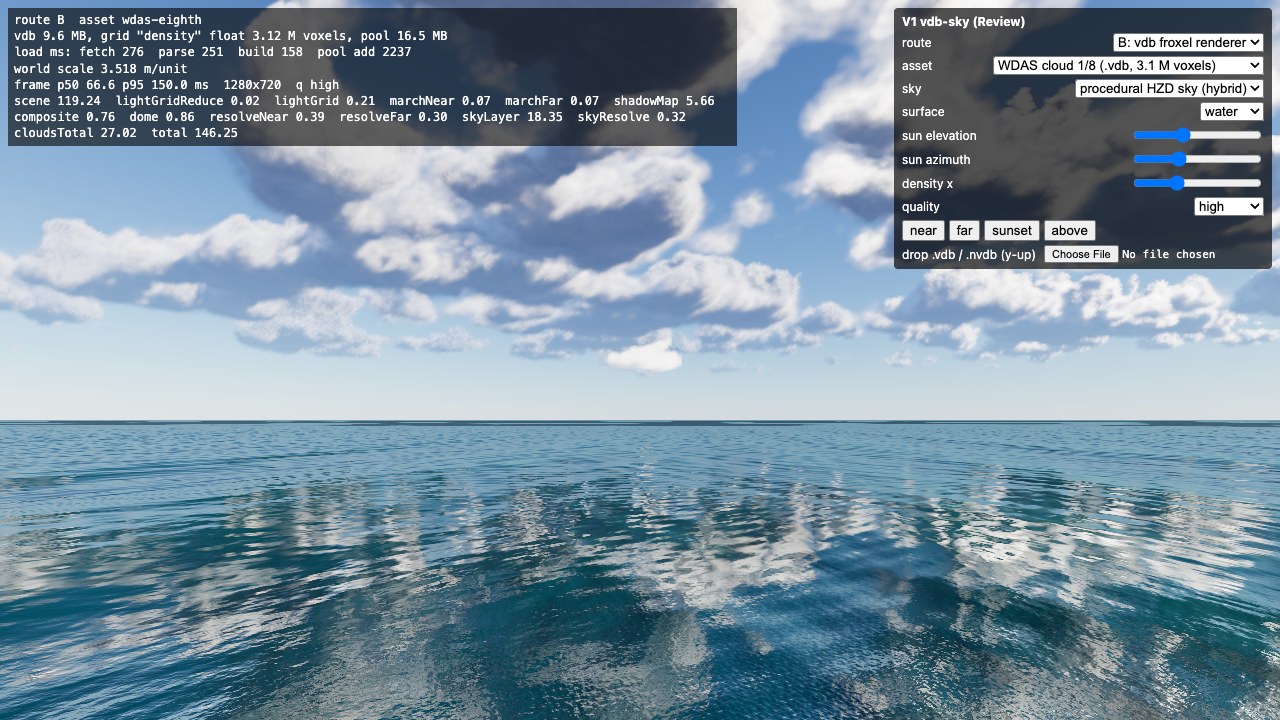 route B  asset wdas-eighth
vdb 9.6 MB, grid "density" float 3.12 M voxels, pool 16.5 MB
load ms: fetch 276  parse 251  build 158  pool add 2237
world scale 3.518 m/unit
frame p50 66.6 p95 150.0 ms  1280x720  q high
scene 119.24  lightGridReduce 0.02  lightGrid 0.21  marchNear 0.07  marchFar 0.07  shadowMap 5.66
composite 0.76  dome 0.86  resolveNear 0.39  resolveFar 0.30  skyLayer 18.35  skyResolve 0.32
cloudsTotal 27.02  total 146.25
V1 vdb-sky (Review)
route B: vdb froxel renderer
asset WDAS cloud 1/8 (.vdb, 3.1 M voxels)
sky procedural HZD sky (hybrid)
surface water
sun elevation
sun azimuth
density x
quality high
near far sunset above
drop .vdb / .nvdb (y-up) Choose File No file chosen